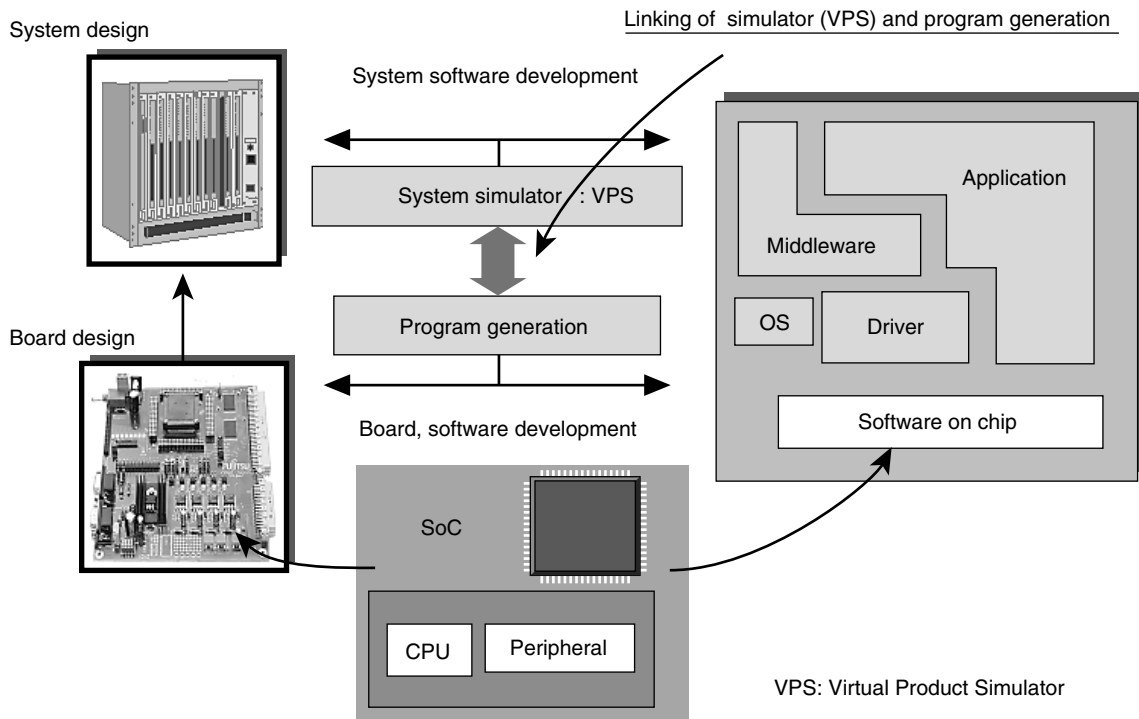 System design
Linking of simulator (VPS) and program generation
System software development
System simulator : VPS
Application
Middleware
OS
Driver
Program generation
Board design
Board, software development
Software on chip
FUJITSU
SoC
CPU
Peripheral
VPS: Virtual Product Simulator